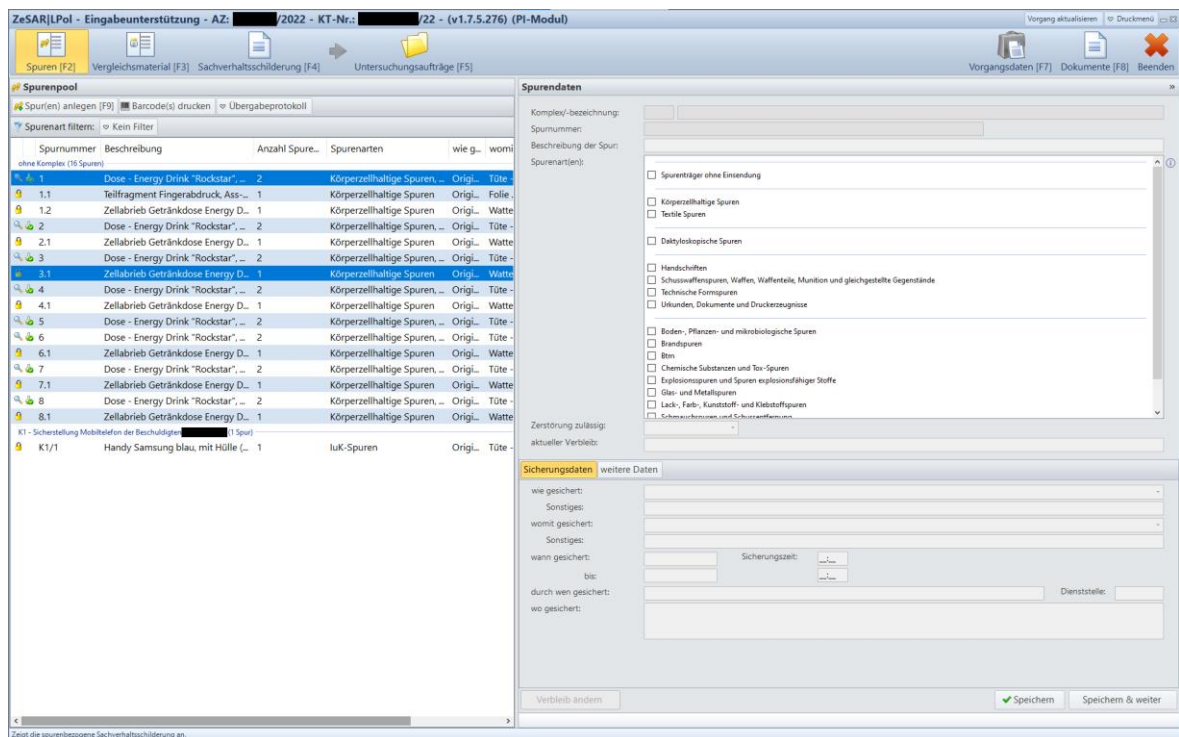 ZeSAR|LPol - Eingabeunterstützung - AZ: /2022 - KT-Nr.: /22 - (v1.7.5.276) (PI-Modul)
Vorgang aktualisieren Druckmenü
Spuren [F2] Vergleichsmaterial [F3] Sachverhaltsschilderung [F4] Untersuchungsaufträge [F5] Vorgangsdaten [F7] Dokumente [F8] Beenden
Spurenpool
Spur(en) anlegen [F9] Barcode(s) drucken Übergabeprotokoll
Spurenart filtern: Kein Filter
Spurnummer Beschreibung Anzahl Spure... Spurenarten wie g... womi
ohne Komplex (16 Spuren)
1 Dose - Energy Drink "Rockstar", ... 2 Körperzellhaltige Spuren, ... Origi... Tüte -
1.1 Teilfragment Fingerabdruck, Ass-... 1 Körperzellhaltige Spuren Origi... Folie .
1.2 Zellabrieb Getränkdose Energy D... 1 Körperzellhaltige Spuren Origi... Watte
2 Dose - Energy Drink "Rockstar", ... 2 Körperzellhaltige Spuren, ... Origi... Tüte -
2.1 Zellabrieb Getränkdose Energy D... 1 Körperzellhaltige Spuren Origi... Watte
3 Dose - Energy Drink "Rockstar", ... 2 Körperzellhaltige Spuren, ... Origi... Tüte -
3.1 Zellabrieb Getränkdose Energy D... 1 Körperzellhaltige Spuren Origi... Watte
4 Dose - Energy Drink "Rockstar", ... 2 Körperzellhaltige Spuren, ... Origi... Tüte -
4.1 Zellabrieb Getränkdose Energy D... 1 Körperzellhaltige Spuren Origi... Watte
5 Dose - Energy Drink "Rockstar", ... 2 Körperzellhaltige Spuren, ... Origi... Tüte -
6 Dose - Energy Drink "Rockstar", ... 2 Körperzellhaltige Spuren, ... Origi... Tüte -
6.1 Zellabrieb Getränkdose Energy D... 1 Körperzellhaltige Spuren Origi... Watte
7 Dose - Energy Drink "Rockstar", ... 2 Körperzellhaltige Spuren, ... Origi... Tüte -
7.1 Zellabrieb Getränkdose Energy D... 1 Körperzellhaltige Spuren Origi... Watte
8 Dose - Energy Drink "Rockstar", ... 2 Körperzellhaltige Spuren, ... Origi... Tüte -
8.1 Zellabrieb Getränkdose Energy D... 1 Körperzellhaltige Spuren Origi... Watte
K1 - Sicherstellung Mobiltelefon der Beschuldigten (1 Spur)
K1/1 Handy Samsung blau, mit Hülle (... 1 IuK-Spuren Origi... Tüte -
Spurendaten »
Komplex/-bezeichnung:
Spurnummer:
Beschreibung der Spur:
Spurenart(en):
Spurenträger ohne Einsendung
Körperzellhaltige Spuren
Textile Spuren
Daktyloskopische Spuren
Handschriften
Schusswaffenspuren, Waffen, Waffenteile, Munition und gleichgestellte Gegenstände
Technische Formspuren
Urkunden, Dokumente und Druckerzeugnisse
Boden-, Pflanzen- und mikrobiologische Spuren
Brandspuren
Btm
Chemische Substanzen und Tox-Spuren
Explosionsspuren und Spuren explosionsfähiger Stoffe
Glas- und Metallspuren
Lack-, Farb-, Kunststoff- und Klebstoffspuren
Schmauchspuren und Schussentfernung
Zerstörung zulässig:
aktueller Verbleib:
Sicherungsdaten weitere Daten
wie gesichert:
Sonstiges:
womit gesichert:
Sonstiges:
wann gesichert: Sicherungszeit: __:__
bis: __:__
durch wen gesichert: Dienststelle:
wo gesichert:
Verbleib ändern Speichern Speichern & weiter
Zeigt die spurenbezogene Sachverhaltsschilderung an.